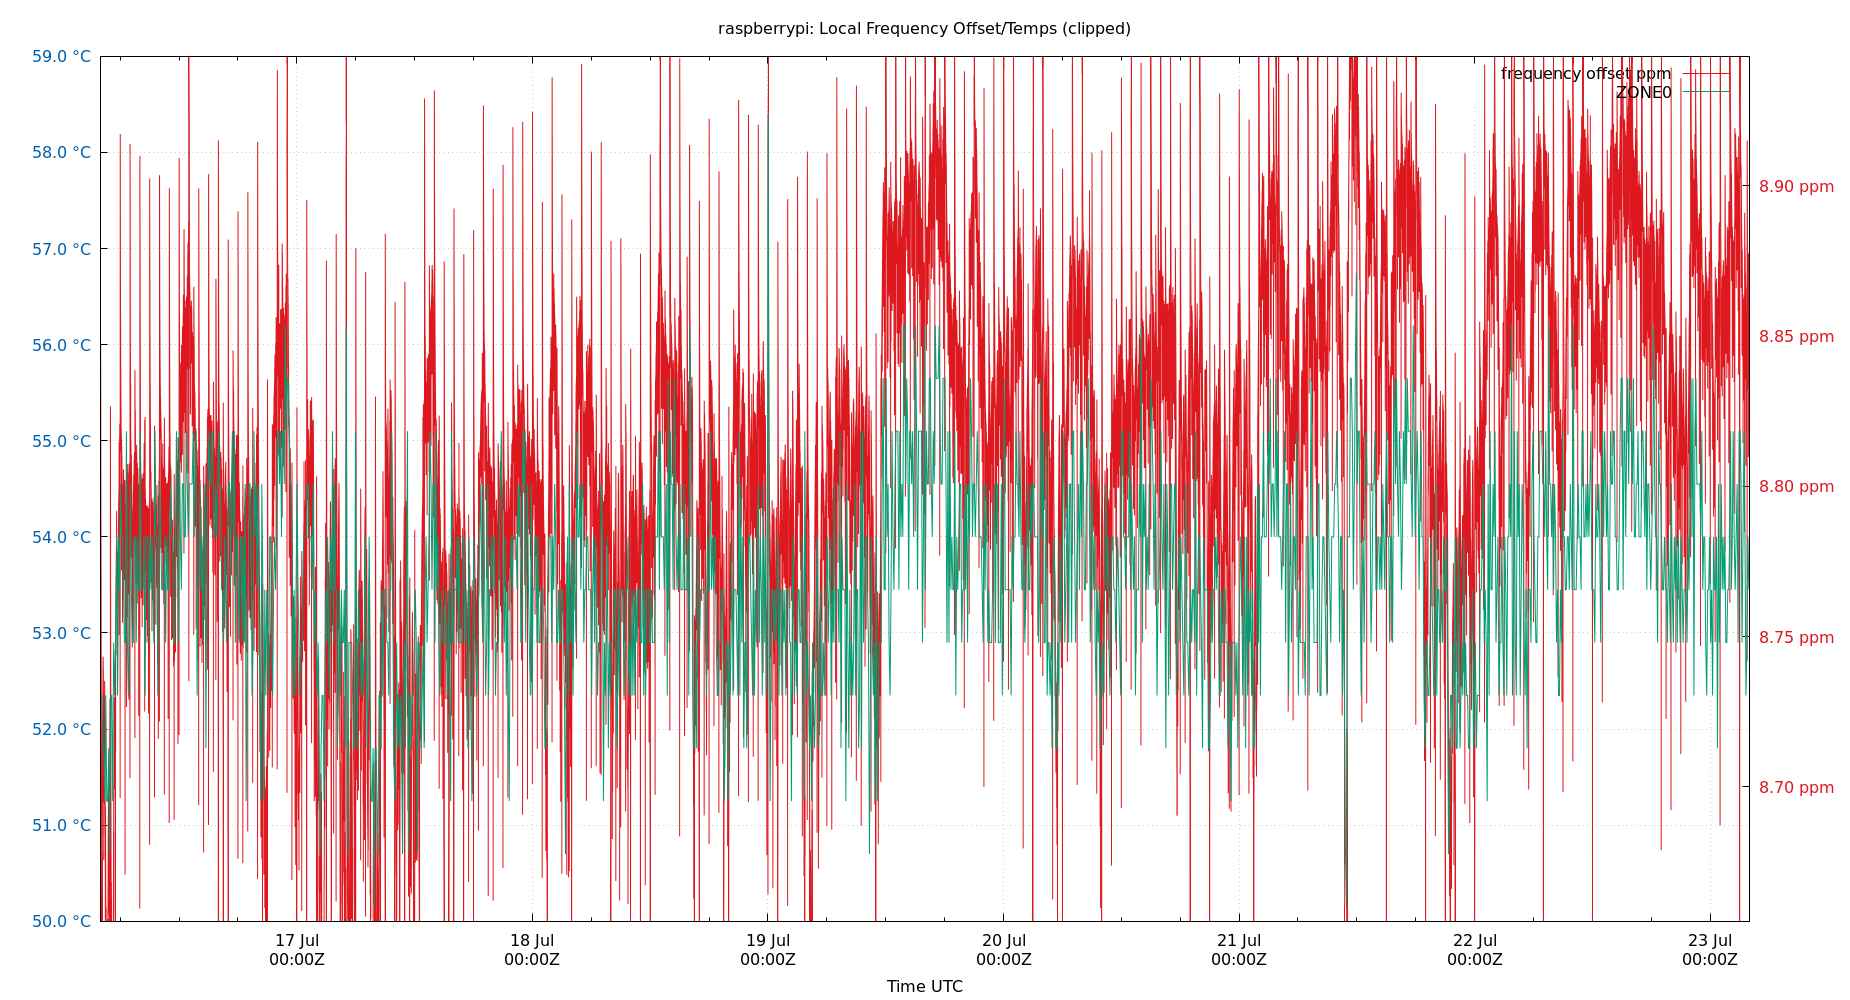 raspberrypi: Local Frequency Offset/Temps (clipped)
59.0 °C
58.0 °C
57.0 °C
56.0 °C
55.0 °C
54.0 °C
53.0 °C
52.0 °C
51.0 °C
50.0 °C
frequency offset ppm
ZONE0
8.90 ppm
8.85 ppm
8.80 ppm
8.75 ppm
8.70 ppm
17 Jul
00:00Z
18 Jul
00:00Z
19 Jul
00:00Z
20 Jul
00:00Z
21 Jul
00:00Z
22 Jul
00:00Z
23 Jul
00:00Z
Time UTC